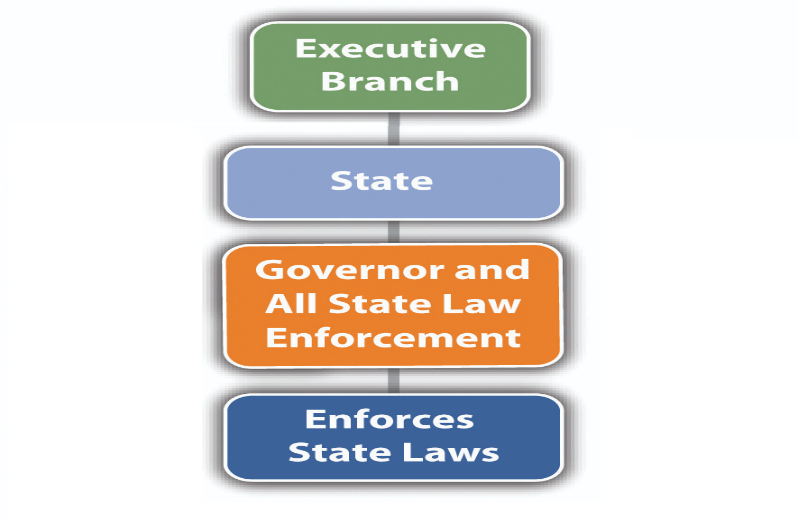 Executive
Branch
State
Governor and
All State Law
Enforcement
Enforces
State Laws